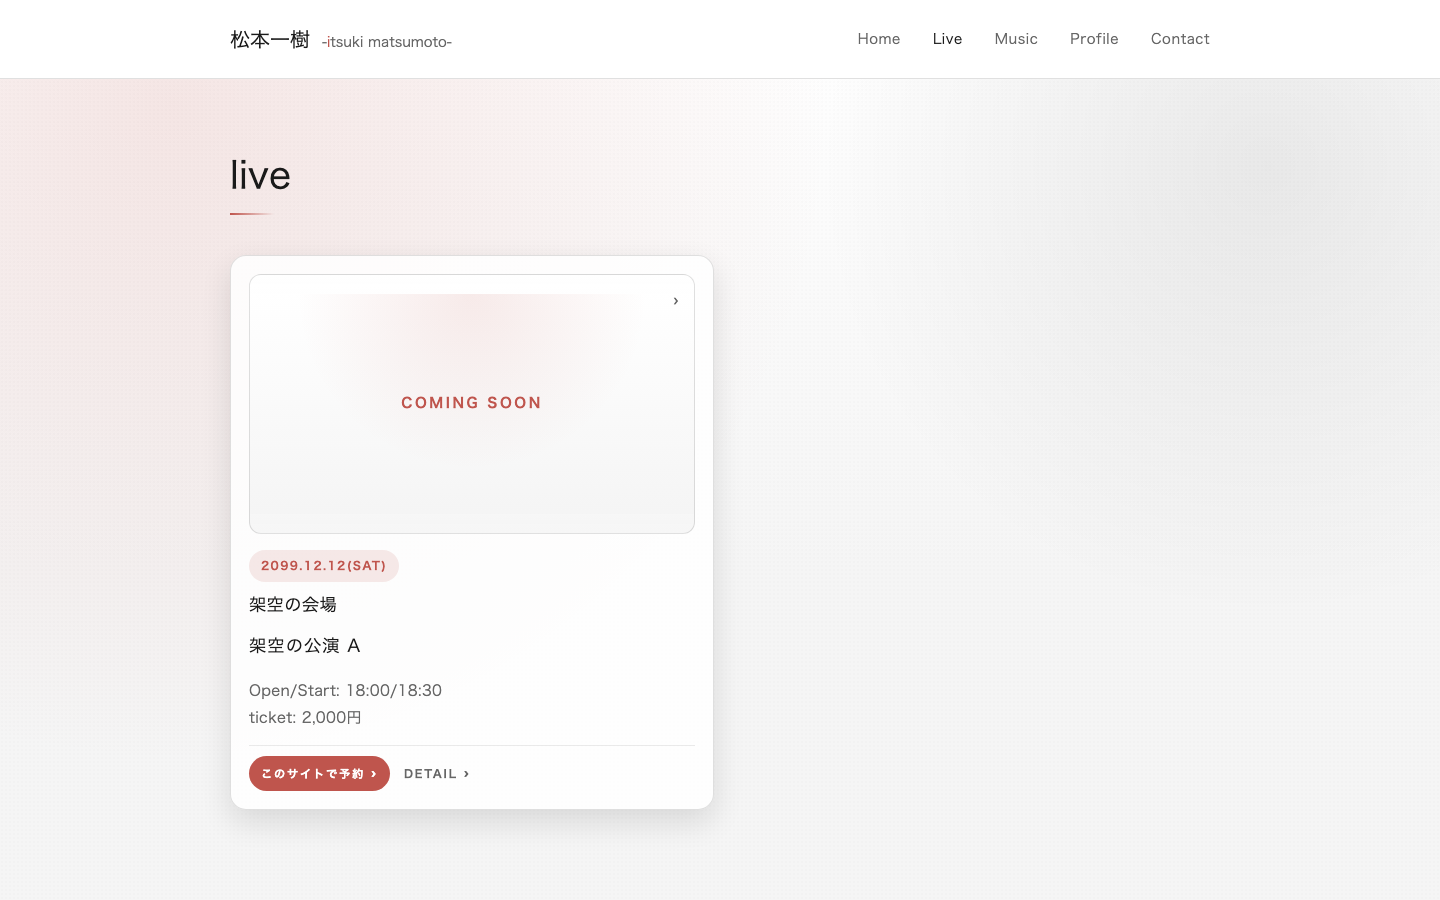 松本一樹 -itsuki matsumoto-
Home Live Music Profile Contact
live
›
COMING SOON
2099.12.12(SAT)
架空の会場
架空の公演 A
Open/Start: 18:00/18:30
ticket: 2,000円
このサイトで予約 › DETAIL ›